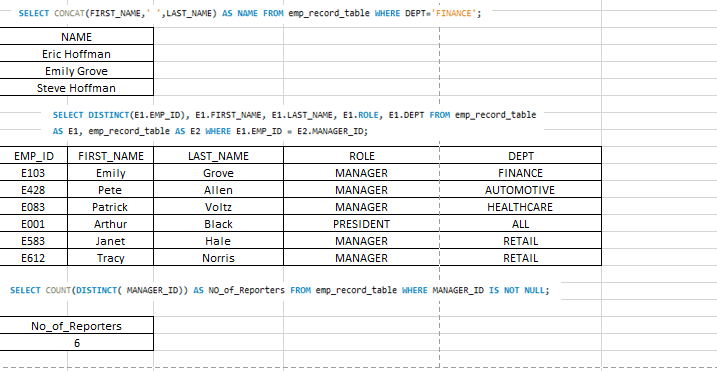 SELECT CONCAT(FIRST_NAME,' ',LAST_NAME) AS NAME FROM emp_record_table WHERE DEPT='FINANCE';
NAME
Eric Hoffman
Emily Grove
Steve Hoffman
SELECT DISTINCT(E1.EMP_ID), E1.FIRST_NAME, E1.LAST_NAME, E1.ROLE, E1.DEPT FROM emp_record_table
AS E1, emp_record_table AS E2 WHERE E1.EMP_ID = E2.MANAGER_ID;
EMP_ID FIRST_NAME LAST_NAME ROLE DEPT
E103 Emily Grove MANAGER FINANCE
E428 Pete Allen MANAGER AUTOMOTIVE
E083 Patrick Voltz MANAGER HEALTHCARE
E001 Arthur Black PRESIDENT ALL
E583 Janet Hale MANAGER RETAIL
E612 Tracy Norris MANAGER RETAIL
SELECT COUNT(DISTINCT( MANAGER_ID)) AS NO_of_Reporters FROM emp_record_table WHERE MANAGER_ID IS NOT NULL;
No_of_Reporters
6